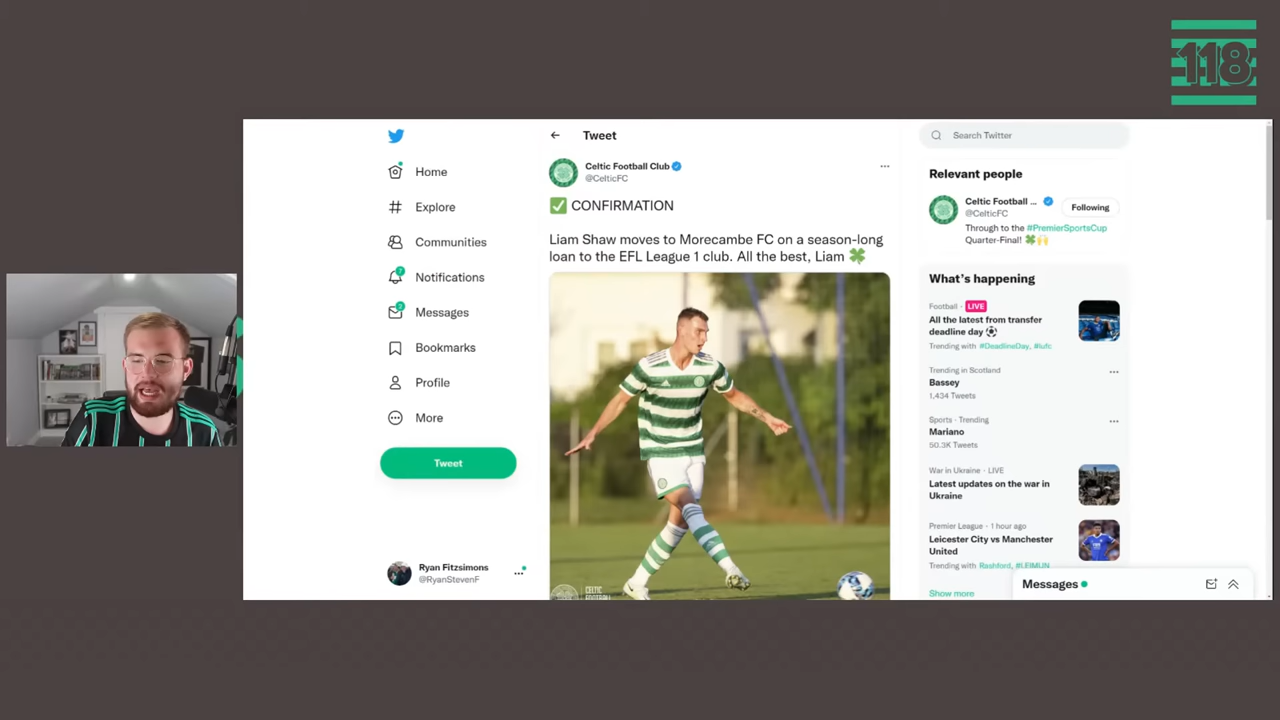 118
Home
Explore
Communities
Notifications
Messages
Bookmarks
Profile
More
Tweet
Ryan Fitzsimons
@RyanStevenF
Tweet
Celtic Football Club
@CelticFC
✅ CONFIRMATION
Liam Shaw moves to Morecambe FC on a season-long
loan to the EFL League 1 club. All the best, Liam 🍀
CELTIC
FOOTBALL
Search Twitter
Relevant people
Celtic Football ...
@CelticFC
Following
Through to the #PremierSportsCup
Quarter-Final! 🍀🙌
What's happening
Football · LIVE
All the latest from transfer
deadline day ⚽
Trending with #DeadlineDay, #lufc
Trending in Scotland
Bassey
1,434 Tweets
Sports · Trending
Mariano
50.3K Tweets
War in Ukraine · LIVE
Latest updates on the war in
Ukraine
Premier League · 1 hour ago
Leicester City vs Manchester
United
Trending with Rashford, #LEIMUN
Show more
Messages